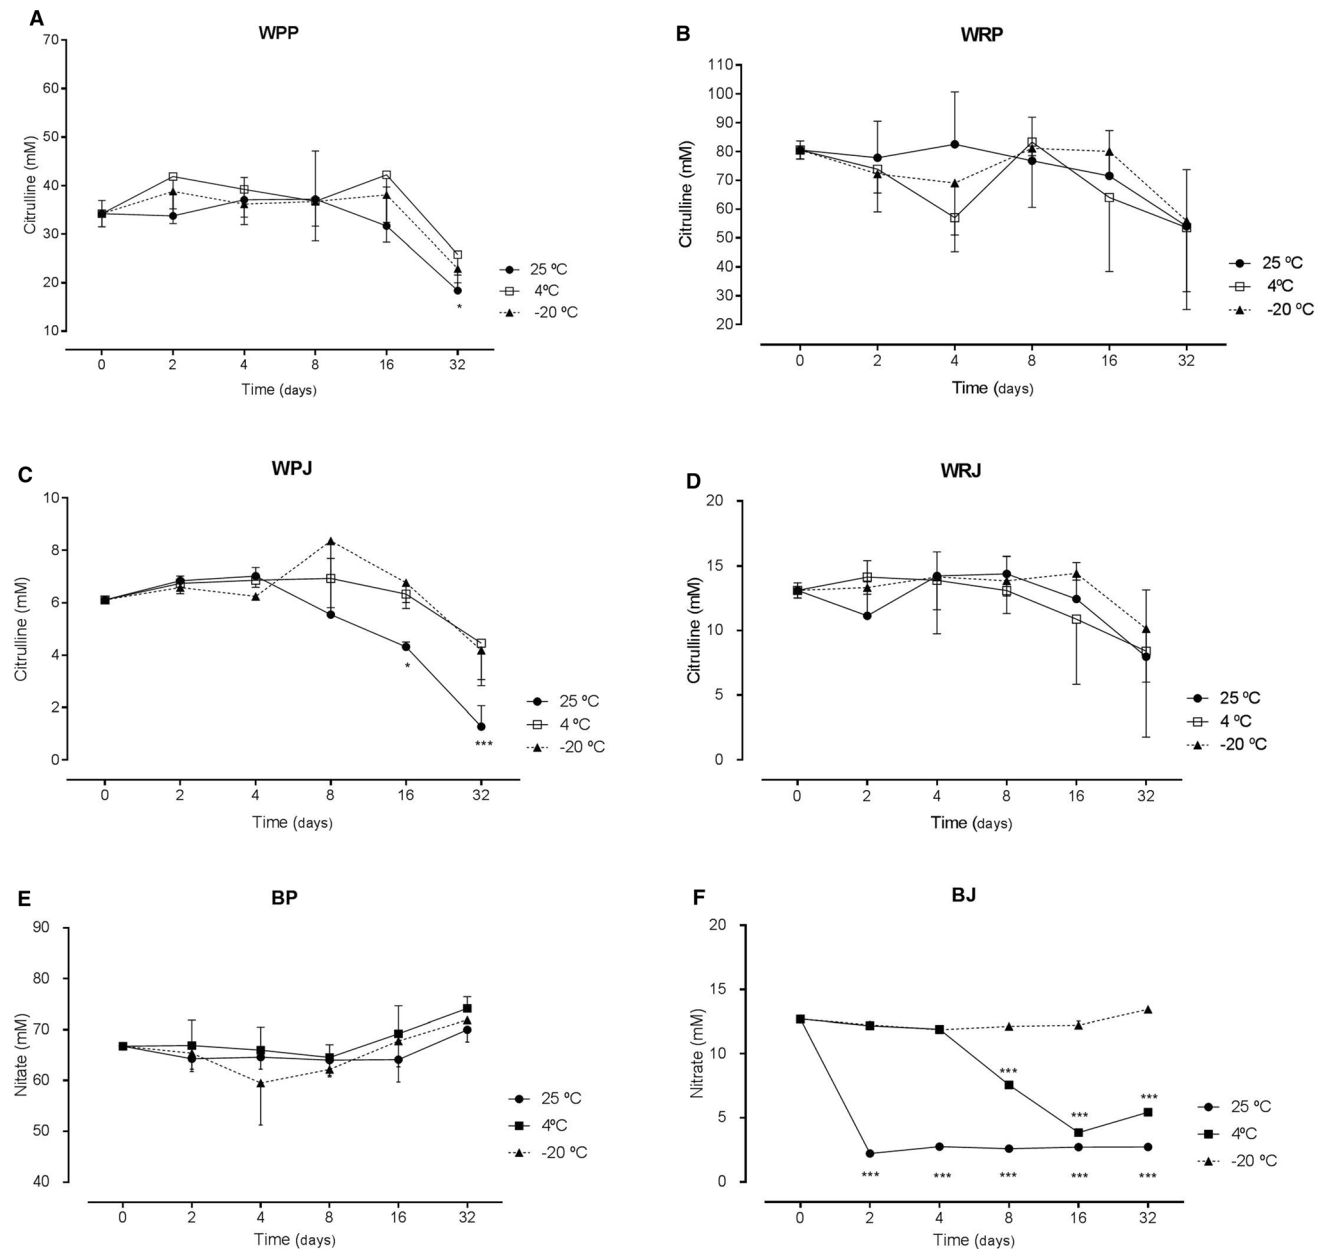 A
WPP
70
60
50
40
30
20
10
Citrulline (mM)
0 2 4 8 16 32
Time (days)
*
25 ºC
4ºC
-20 ºC
B
WRP
110
100
90
80
70
60
50
40
30
20
Citrulline (mM)
0 2 4 8 16 32
Time (days)
25 ºC
4ºC
-20 ºC
C
WPJ
10
8
6
4
2
0
Citrulline (mM)
0 2 4 8 16 32
Time (days)
*
***
25 ºC
4 ºC
-20 ºC
D
WRJ
20
15
10
5
0
Citrulline (mM)
0 2 4 8 16 32
Time (days)
25 ºC
4 ºC
-20 ºC
E
BP
90
80
70
60
50
40
Nitate (mM)
0 2 4 8 16 32
Time (days)
25 ºC
4ºC
-20 ºC
F
BJ
20
15
10
5
0
Nitrate (mM)
*** *** ***
*** *** *** *** ***
0 2 4 8 16 32
Time (days)
25 ºC
4ºC
-20 ºC